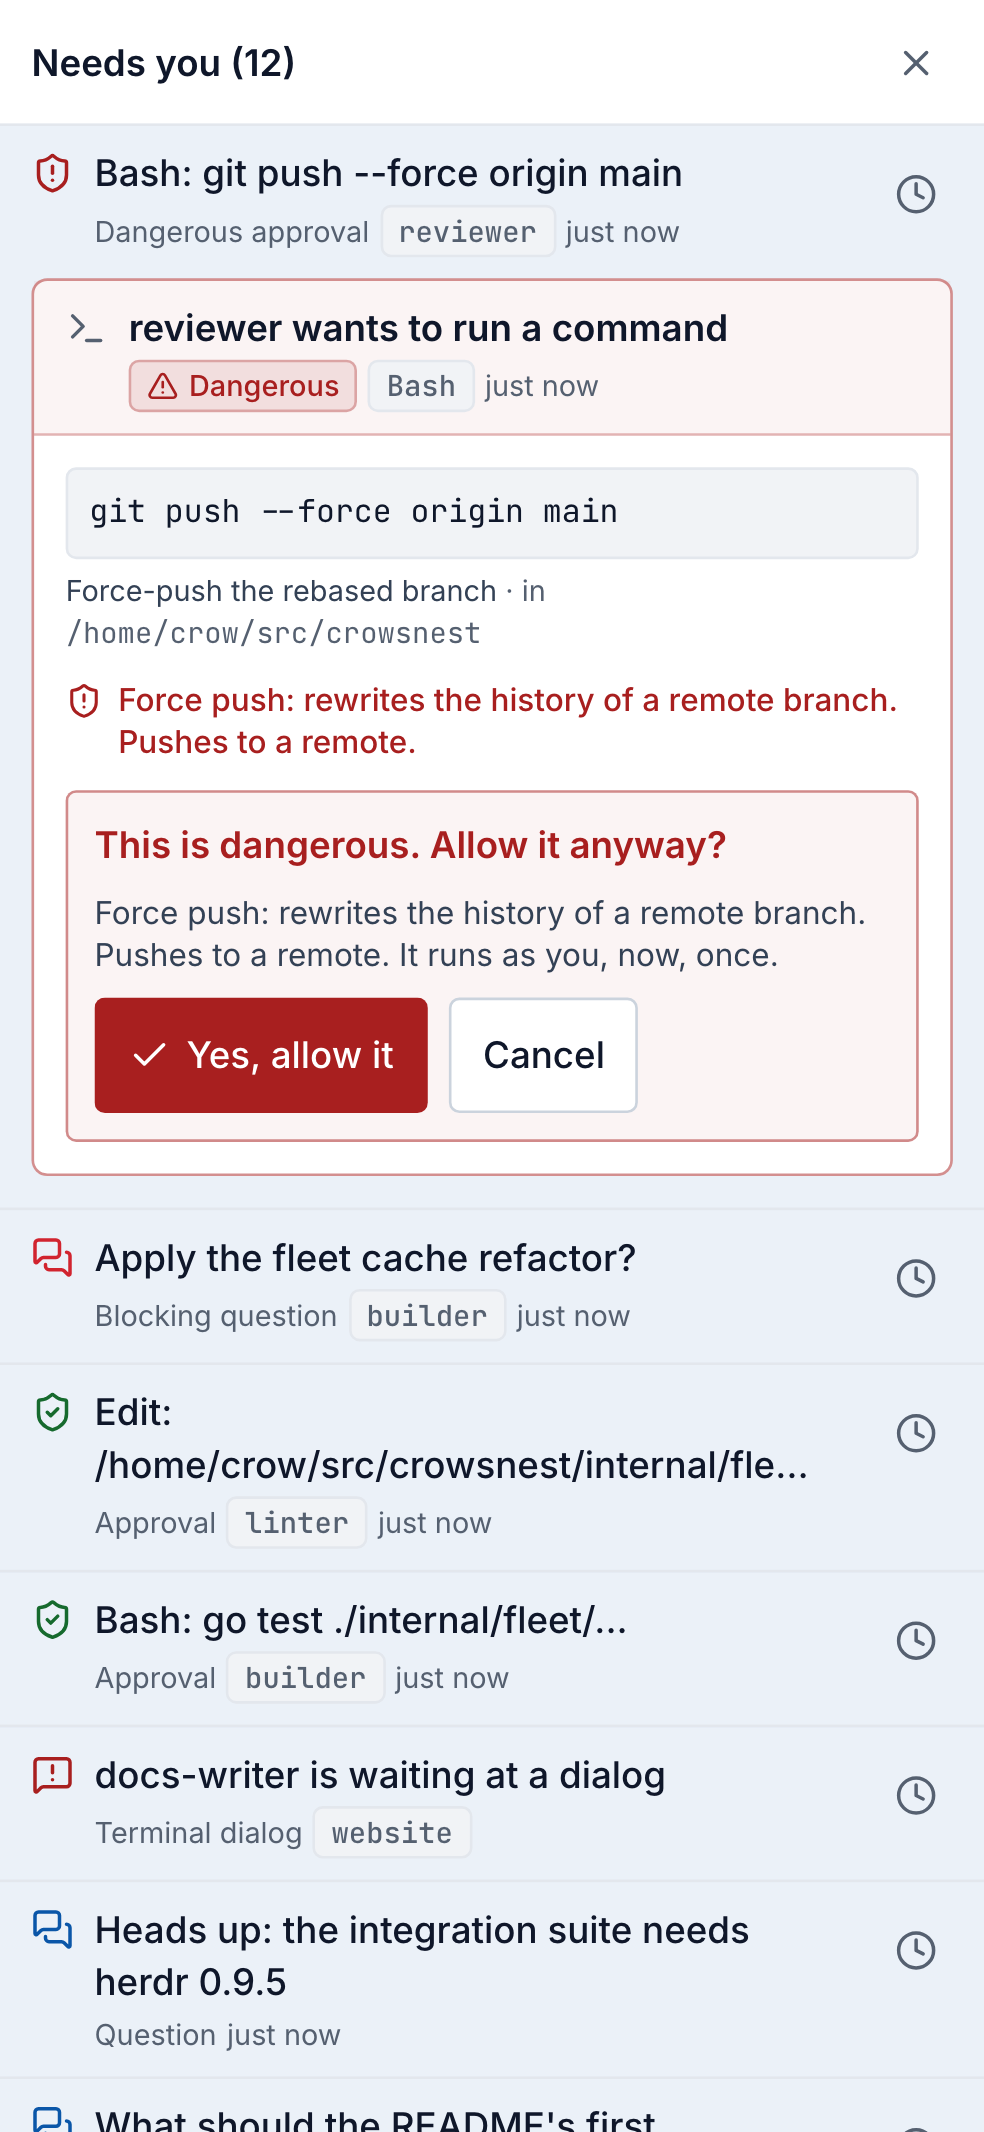 Needs you (12)
Bash: git push --force origin main
Dangerous approval reviewer just now
reviewer wants to run a command
Dangerous Bash just now
git push --force origin main
Force-push the rebased branch · in
/home/crow/src/crowsnest
Force push: rewrites the history of a remote branch.
Pushes to a remote.
This is dangerous. Allow it anyway?
Force push: rewrites the history of a remote branch.
Pushes to a remote. It runs as you, now, once.
Yes, allow it Cancel
Apply the fleet cache refactor?
Blocking question builder just now
Edit:
/home/crow/src/crowsnest/internal/fle...
Approval linter just now
Bash: go test ./internal/fleet/...
Approval builder just now
docs-writer is waiting at a dialog
Terminal dialog website
Heads up: the integration suite needs
herdr 0.9.5
Question just now
What should the README's first